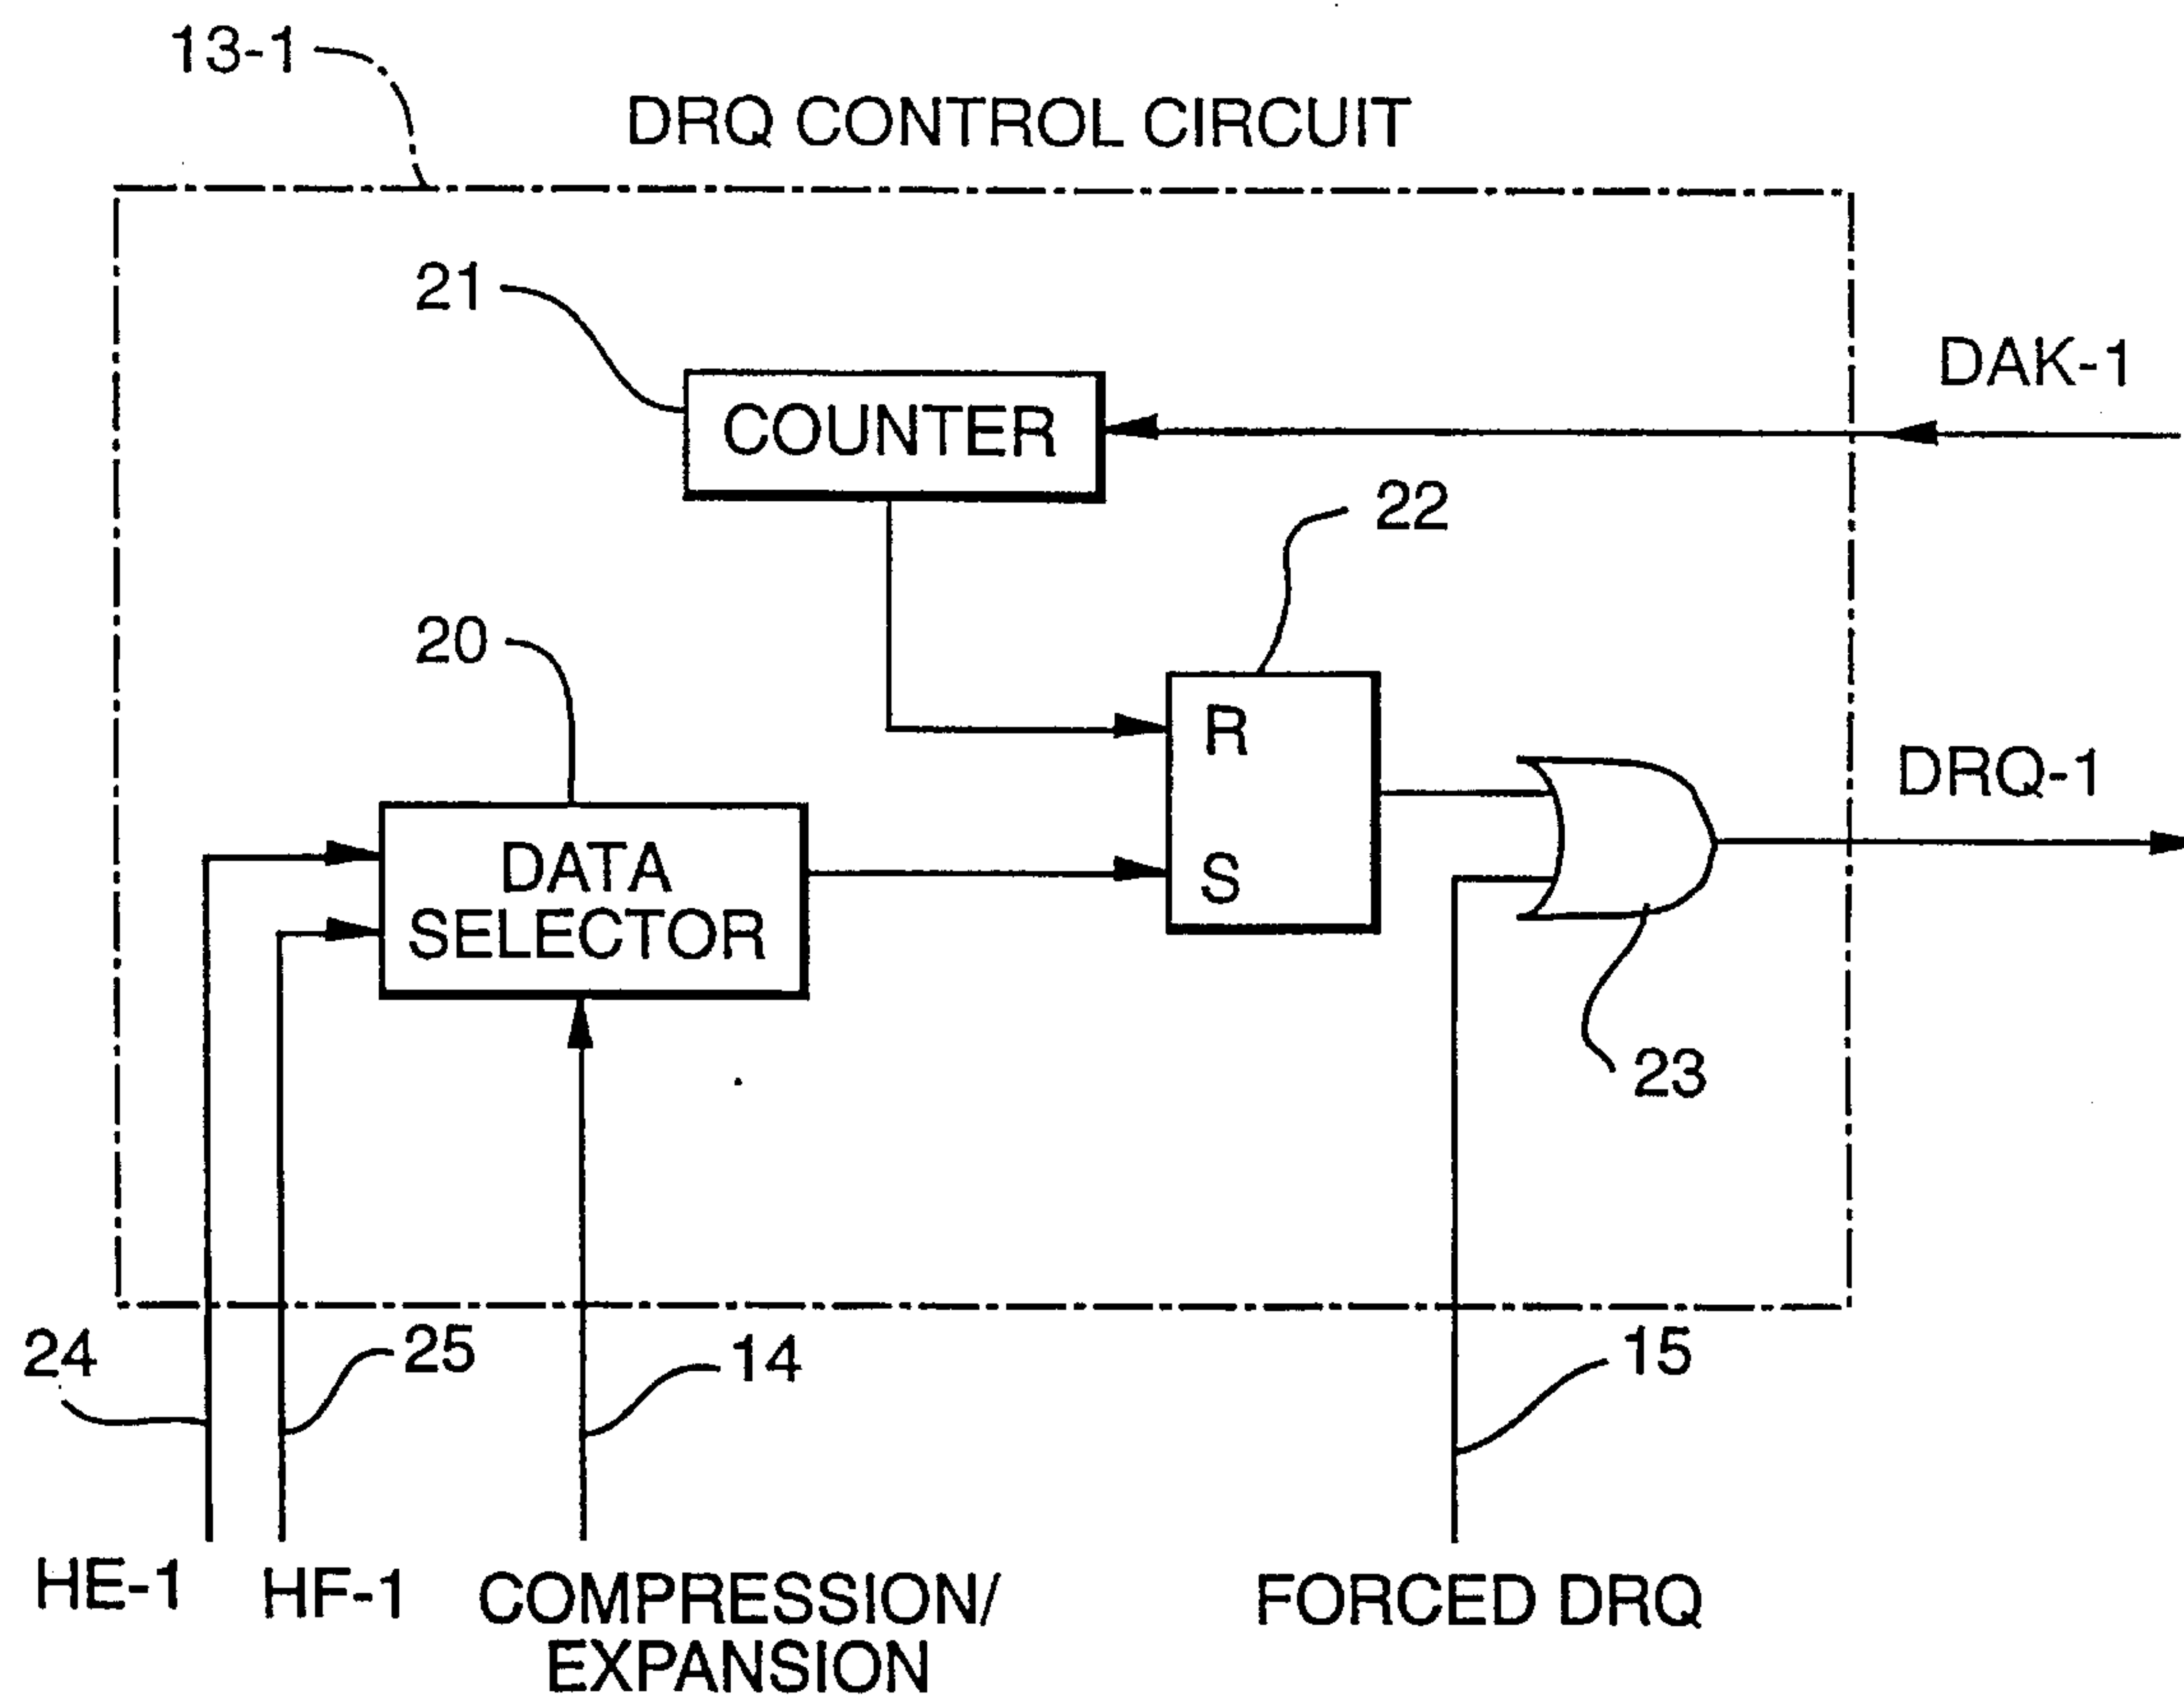 13-1
DRQ CONTROL CIRCUIT
21
COUNTER
DAK-1
22
20
R
DRQ-1
DATA
SELECTOR
S
23
24
25
14
15
HE-1
HF-1
COMPRESSION/
EXPANSION
FORCED DRQ